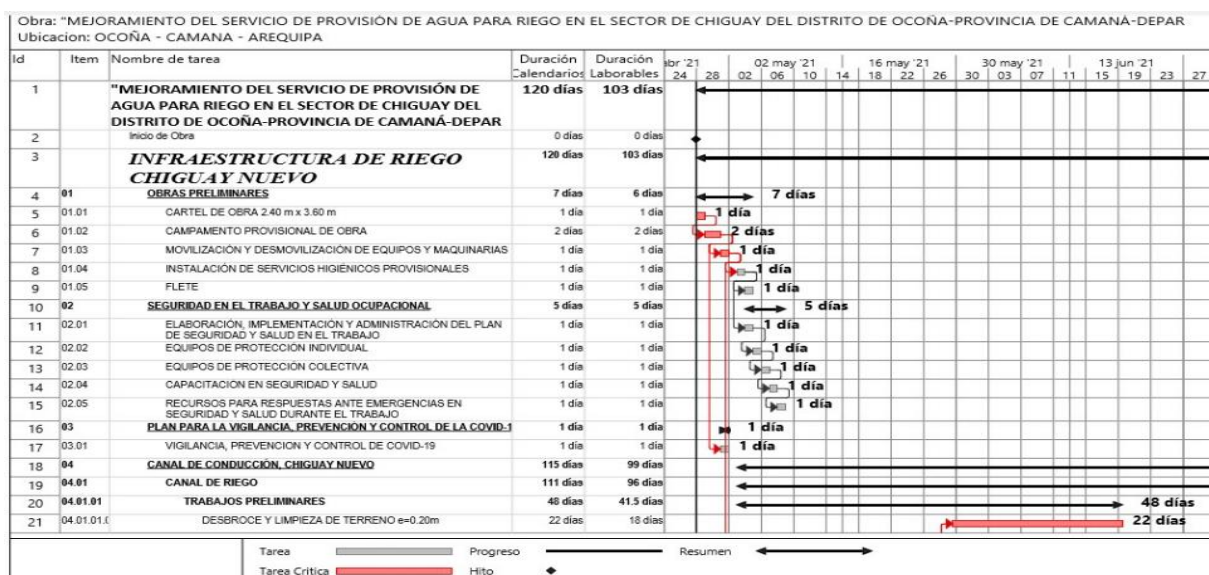 Obra: "MEJORAMIENTO DEL SERVICIO DE PROVISIÓN DE AGUA PARA RIEGO EN EL SECTOR DE CHIGUAY DEL DISTRITO DE OCOÑA-PROVINCIA DE CAMANÁ-DEPAR
Ubicacion: OCOÑA - CAMANA - AREQUIPA
Id Item Nombre de tarea Duración Calendarios Duración Laborables abr '21 02 may '21 16 may '21 30 may '21 13 jun '21
24 28 02 06 10 14 18 22 26 30 03 07 11 15 19 23 27
1 "MEJORAMIENTO DEL SERVICIO DE PROVISIÓN DE 120 días 103 días
AGUA PARA RIEGO EN EL SECTOR DE CHIGUAY DEL
DISTRITO DE OCOÑA-PROVINCIA DE CAMANÁ-DEPAR
2 Inicio de Obra 0 días 0 días
3 INFRAESTRUCTURA DE RIEGO 120 días 103 días
CHIGUAY NUEVO
4 01 OBRAS PRELIMINARES 7 días 6 días 7 días
5 01.01 CARTEL DE OBRA 2.40 m x 3.60 m 1 día 1 día 1 día
6 01.02 CAMPAMENTO PROVISIONAL DE OBRA 2 días 2 días 2 días
7 01.03 MOVILIZACIÓN Y DESMOVILIZACIÓN DE EQUIPOS Y MAQUINARIAS 1 día 1 día 1 día
8 01.04 INSTALACIÓN DE SERVICIOS HIGIÉNICOS PROVISIONALES 1 día 1 día 1 día
9 01.05 FLETE 1 día 1 día 1 día
10 02 SEGURIDAD EN EL TRABAJO Y SALUD OCUPACIONAL 5 días 5 días 5 días
11 02.01 ELABORACIÓN, IMPLEMENTACIÓN Y ADMINISTRACIÓN DEL PLAN 1 día 1 día 1 día
DE SEGURIDAD Y SALUD EN EL TRABAJO
12 02.02 EQUIPOS DE PROTECCIÓN INDIVIDUAL 1 día 1 día 1 día
13 02.03 EQUIPOS DE PROTECCIÓN COLECTIVA 1 día 1 día 1 día
14 02.04 CAPACITACIÓN EN SEGURIDAD Y SALUD 1 día 1 día 1 día
15 02.05 RECURSOS PARA RESPUESTAS ANTE EMERGENCIAS EN 1 día 1 día 1 día
SEGURIDAD Y SALUD DURANTE EL TRABAJO
16 03 PLAN PARA LA VIGILANCIA, PREVENCIÓN Y CONTROL DE LA COVID-1 1 día 1 día 1 día
17 03.01 VIGILANCIA, PREVENCION Y CONTROL DE COVID-19 1 día 1 día 1 día
18 04 CANAL DE CONDUCCIÓN, CHIGUAY NUEVO 115 días 99 días
19 04.01 CANAL DE RIEGO 111 días 96 días
20 04.01.01 TRABAJOS PRELIMINARES 48 días 41.5 días 48 días
21 04.01.01.0 DESBROCE Y LIMPIEZA DE TERRENO e=0.20m 22 días 18 días 22 días
Tarea Progreso Resumen
Tarea Critica Hito